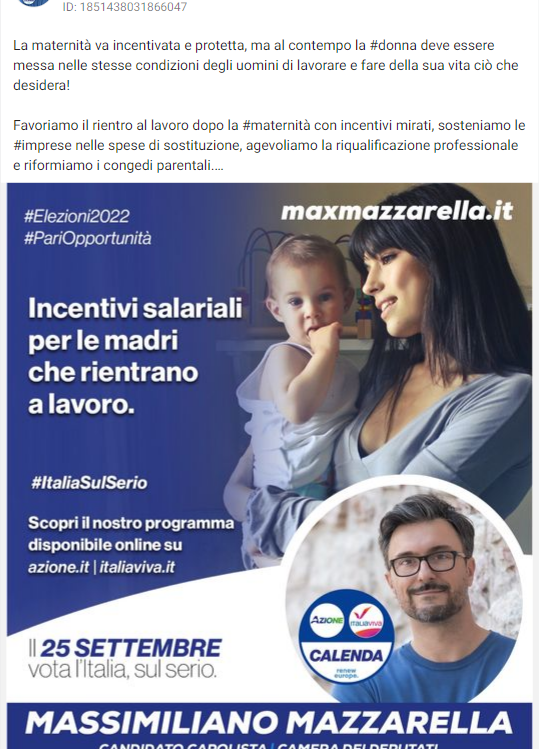 ID: 1851438031866047
La maternità va incentivata e protetta, ma al contempo la #donna deve essere
messa nelle stesse condizioni degli uomini di lavorare e fare della sua vita ciò che
desidera!
Favoriamo il rientro al lavoro dopo la #maternità con incentivi mirati, sosteniamo le
#imprese nelle spese di sostituzione, agevoliamo la riqualificazione professionale
e riformiamo i congedi parentali....
#Elezioni2022
#PariOpportunità
maxmazzarella.it
Incentivi salariali
per le madri
che rientrano
a lavoro.
#ItaliaSulSerio
Scopri il nostro programma
disponibile online su
azione.it | italiaviva.it
Il 25 SETTEMBRE
vota l'Italia, sul serio.
AZIONE
ITALIAVIVA
CALENDA
renew
europe.
MASSIMILIANO MAZZARELLA
CANDIDATO CAPOLISTA | CAMERA DEI DEPUTATI